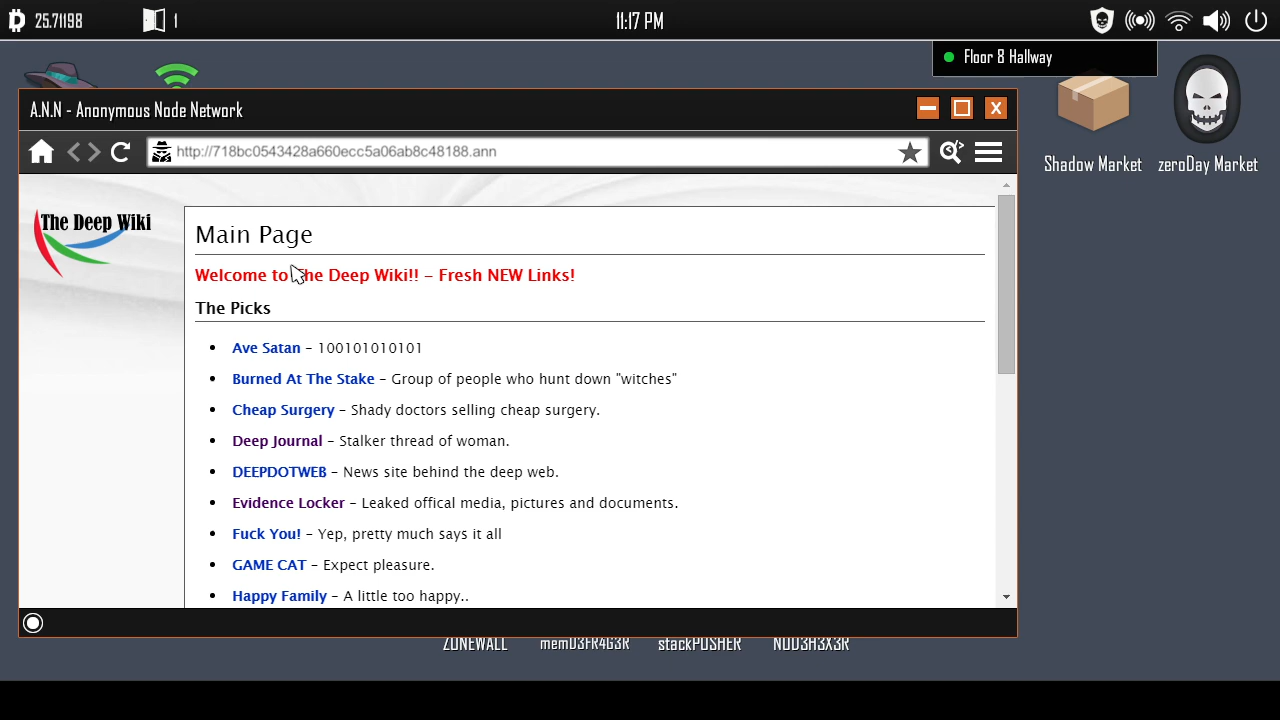 25.71198
1
11:17 PM
Floor 8 Hallway
A.N.N - Anonymous Node Network
http://718bc0543428a660ecc5a06ab8c48188.ann
Shadow Market
zeroDay Market
The Deep Wiki
Main Page
Welcome to The Deep Wiki!! - Fresh NEW Links!
The Picks
Ave Satan - 100101010101
Burned At The Stake - Group of people who hunt down "witches"
Cheap Surgery - Shady doctors selling cheap surgery.
Deep Journal - Stalker thread of woman.
DEEPDOTWEB - News site behind the deep web.
Evidence Locker - Leaked offical media, pictures and documents.
Fuck You! - Yep, pretty much says it all
GAME CAT - Expect pleasure.
Happy Family - A little too happy..
ZONEWALL
memD3FR4G3R
stackPUSHER
NOD3H3X3R